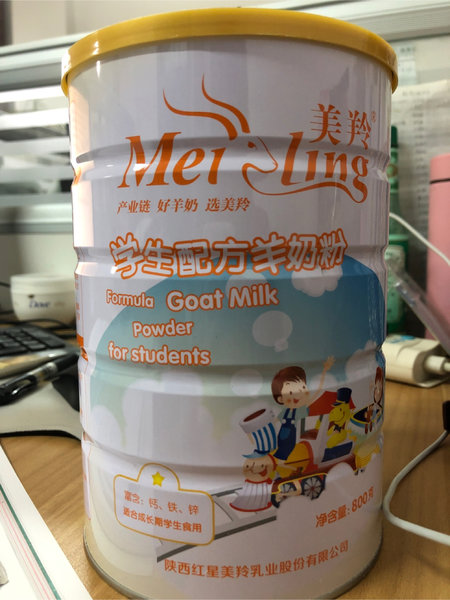 美羚®
Meiling
产业链 好羊奶 选美羚
学生配方羊奶粉
Formula Goat Milk
Powder
for students
富含：钙、铁、锌
适合成长期学生食用
净含量:800克
陕西红星美羚乳业股份有限公司
Dove